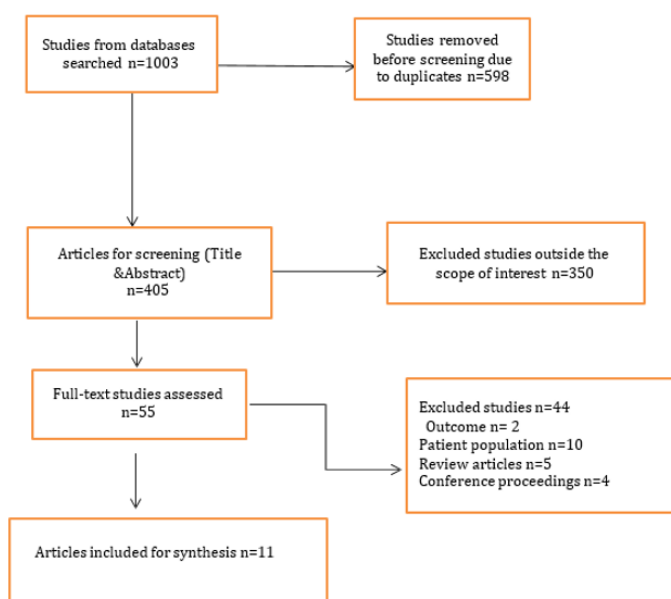 Studies from databases
searched n=1003
Studies
removed
before screening due
to duplicates n=598
Articles for screening (Title
&Abstract)
n=405
Excluded studies outside the
scope of interest n=350
Full-text studies assessed
n=55
Excluded studies n=44
Outcome n= 2
Patient population n=10
Review articles n=5
Conference proceedings n=4
Articles included for synthesis n=11